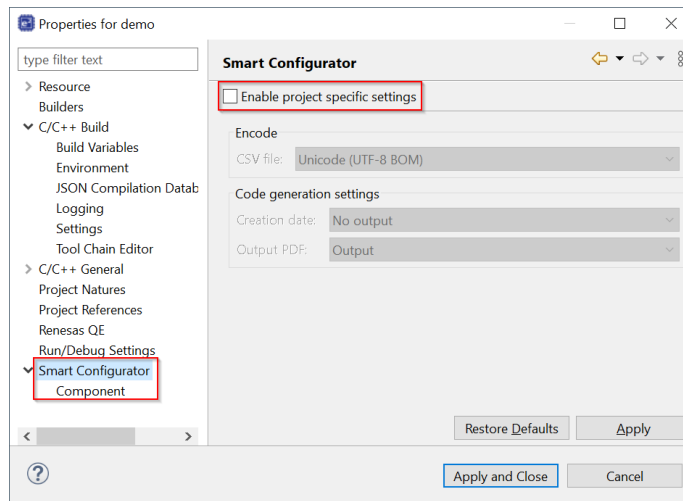 Properties for demo
type filter text
Resource
Builders
C/C++ Build
Build Variables
Environment
JSON Compilation Datab
Logging
Settings
Tool Chain Editor
C/C++ General
Project Natures
Project References
Renesas QE
Run/Debug Settings
Smart Configurator
Component
Smart Configurator
Enable project specific settings
Encode
CSV file: Unicode (UTF-8 BOM)
Code generation settings
Creation date: No output
Output PDF: Output
Restore Defaults Apply
Apply and Close Cancel